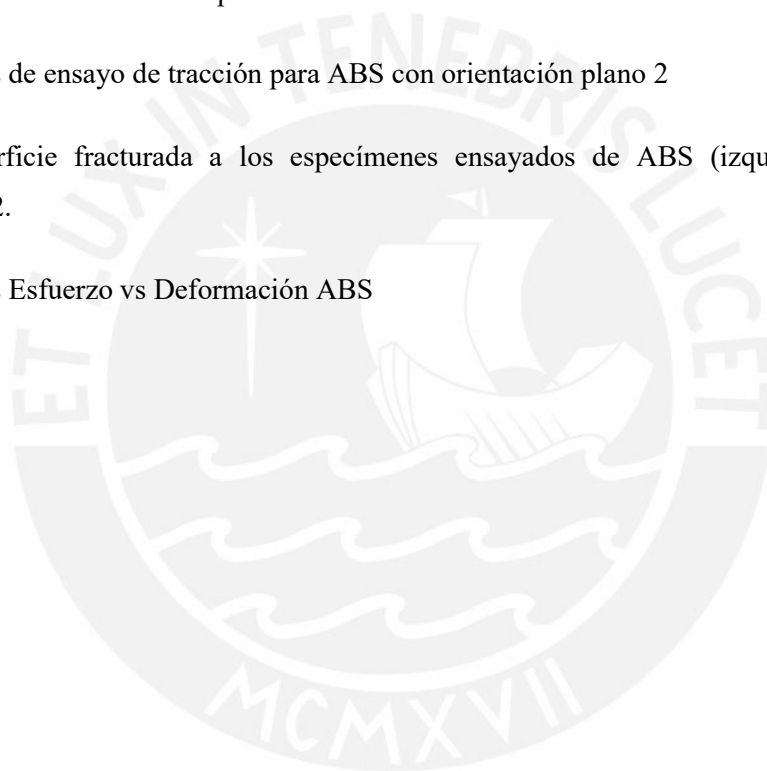 de ensayo de tracción para ABS con orientación plano 2
rficie fracturada a los especímenes ensayados de ABS (izqu
2.
Esfuerzo vs Deformación ABS
ET LUX IN TENEBRIS LUCET
MCMXVII